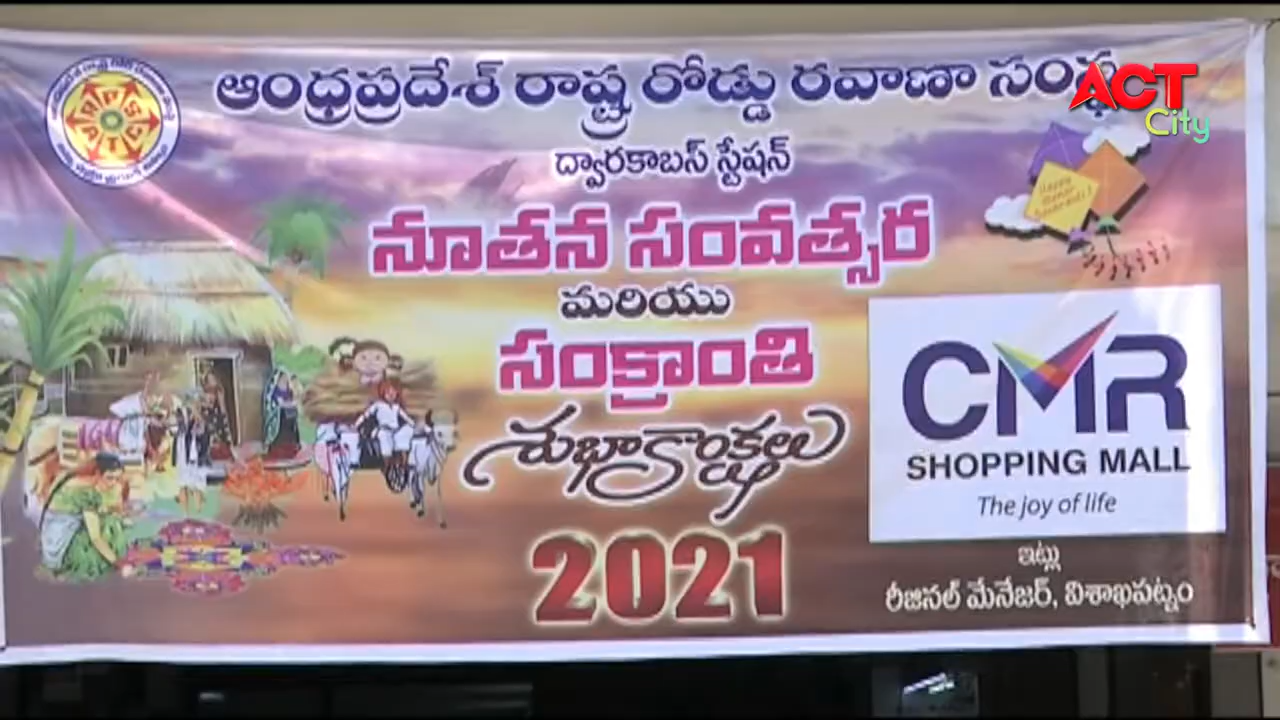 ఆంధ్రప్రదేశ్ రాష్ట్ర రోడ్డు రవాణా సంస్థ
ACT
City
ద్వారకాబస్ స్టేషన్
నూతన సంవత్సర
మరియు
సంక్రాంతి
శుభాకాంక్షలు
2021
CMR
SHOPPING MALL
The joy of life
ఇట్లు
రీజినల్ మేనేజర్, విశాఖపట్నం